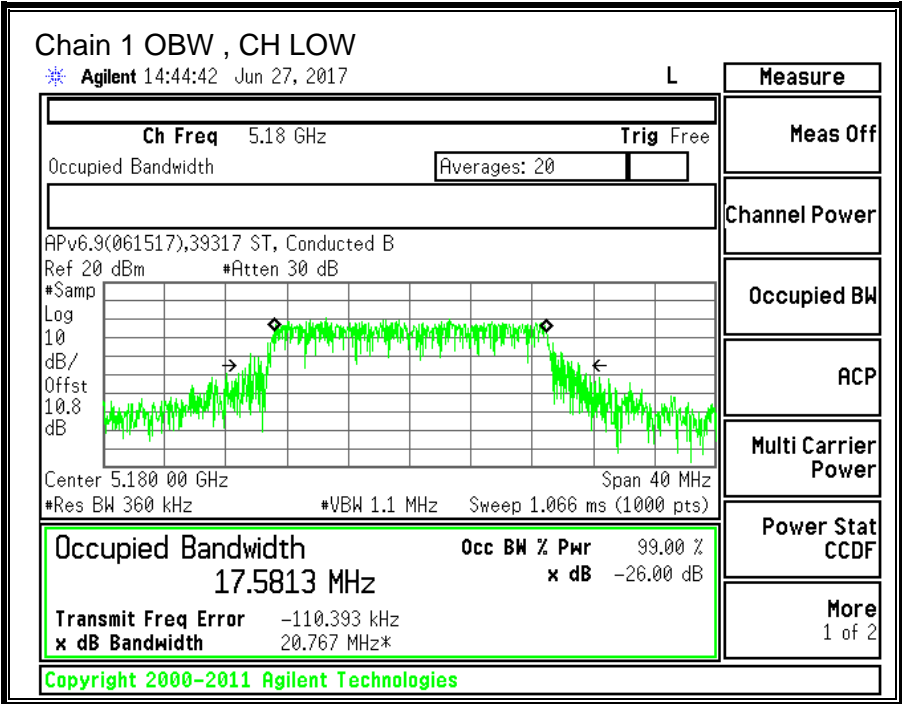 Chain 1 OBW , CH LOW
Agilent 14:44:42 Jun 27, 2017 L
Measure
Ch Freq 5.18 GHz Trig Free
Meas Off
Occupied Bandwidth Averages: 20
Channel Power
APv6.9(061517),39317 ST, Conducted B
Ref 20 dBm #Atten 30 dB
#Samp
Log
10
dB/
Offst
10.8
dB
Occupied BW
ACP
Multi Carrier
Power
Center 5.180 00 GHz Span 40 MHz
#Res BW 360 kHz #VBW 1.1 MHz Sweep 1.066 ms (1000 pts)
Power Stat
CCDF
Occupied Bandwidth Occ BW % Pwr 99.00 %
17.5813 MHz x dB -26.00 dB
Transmit Freq Error -110.393 kHz
x dB Bandwidth 20.767 MHz*
More
1 of 2
Copyright 2000-2011 Agilent Technologies